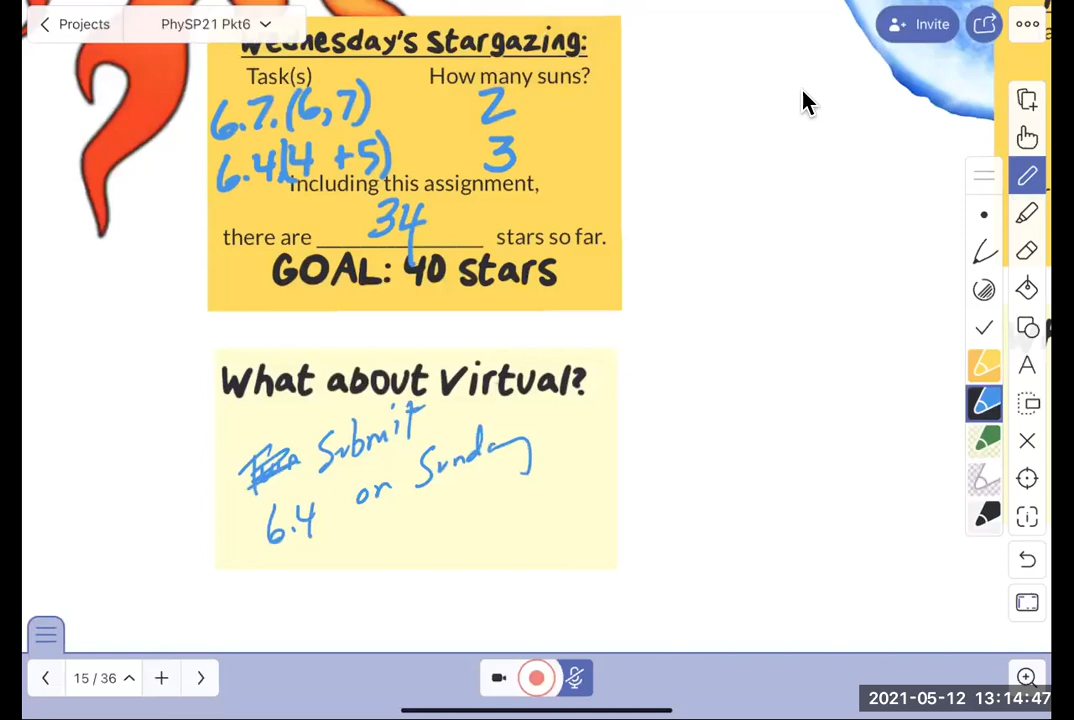 Projects PhySP21 Pkt6 Invite
Wednesday's Stargazing:
Task(s) How many suns?
6.7.(6,7) 2
6.4(4 +5) 3
Including this assignment,
there are 34 stars so far.
GOAL: 40 stars
What about Virtual?
Submit
6.4 on Sunday
A
15 / 36
2021-05-12 13:14:47